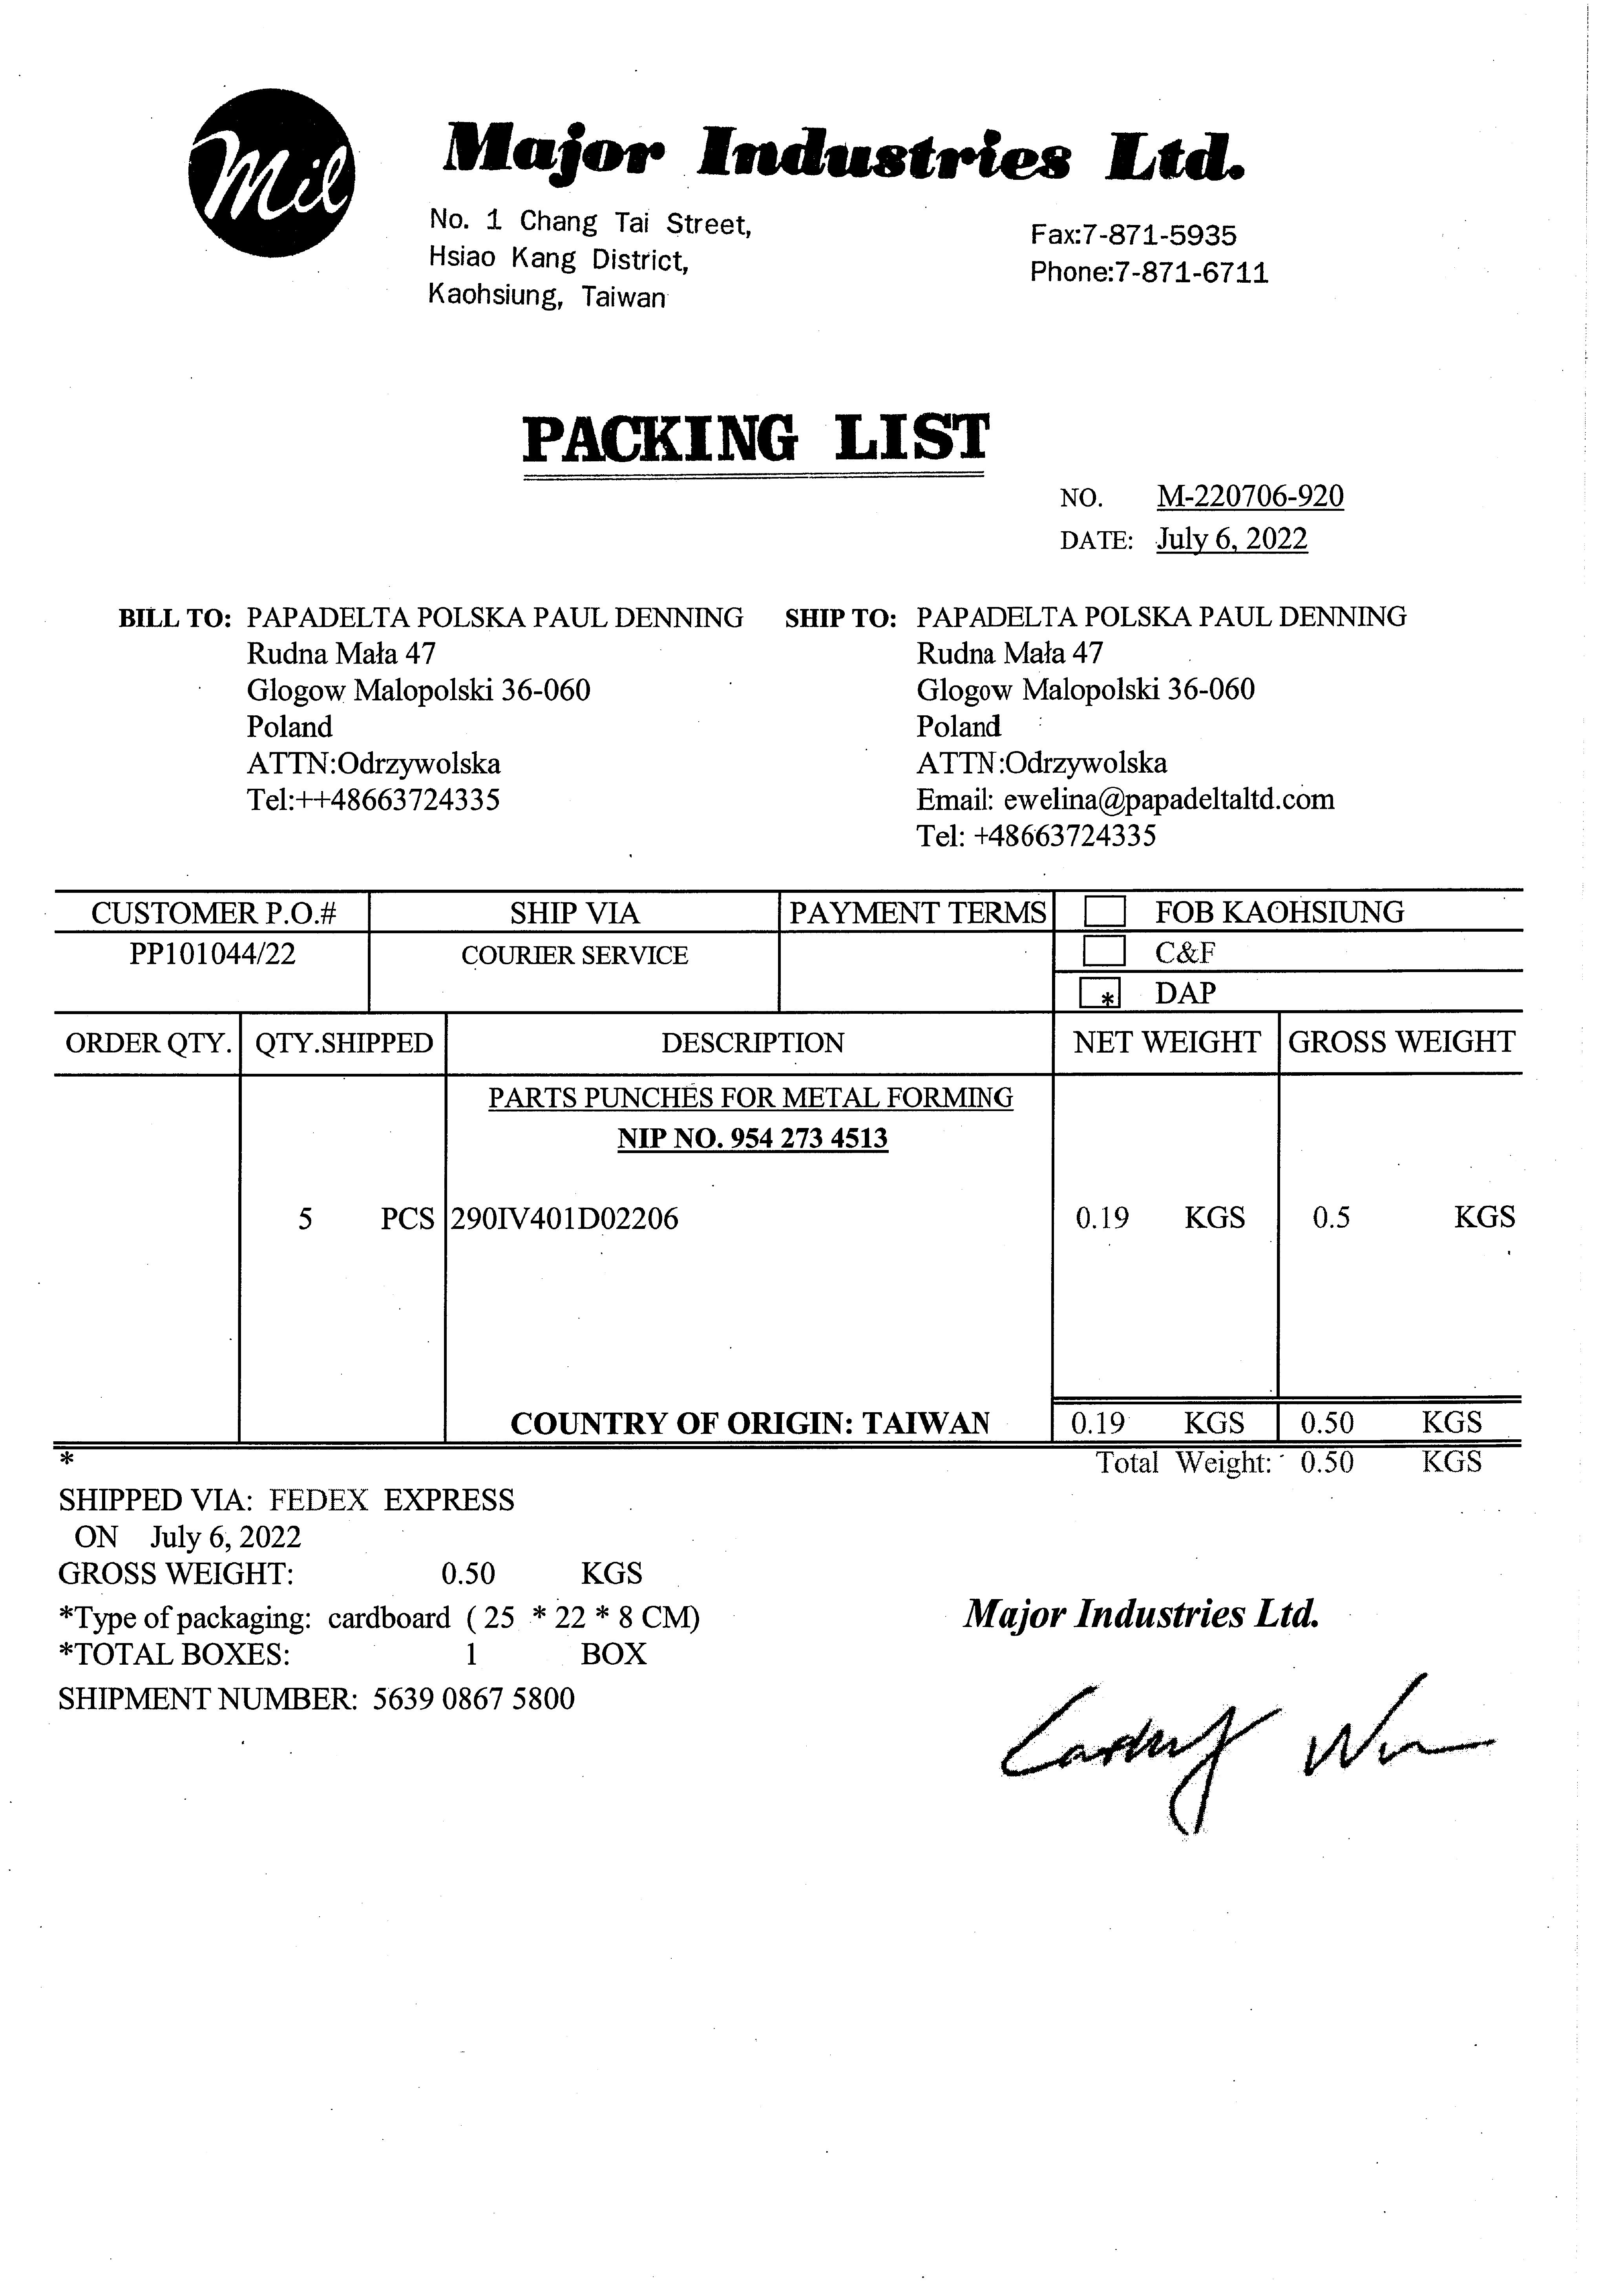 Mil
Major Industries Ltd.
No. 1 Chang Tai Street,
Hsiao Kang District,
Kaohsiung, Taiwan
Fax:7-871-5935
Phone:7-871-6711
PACKING LIST
NO. M-220706-920
DATE: July 6, 2022
BILL TO: PAPADELTA POLSKA PAUL DENNING
Rudna Mała 47
Glogow Malopolski 36-060
Poland
ATTN:Odrzywolska
Tel:++48663724335
SHIP TO: PAPADELTA POLSKA PAUL DENNING
Rudna Mała 47
Glogow Malopolski 36-060
Poland
ATTN:Odrzywolska
Email: ewelina@papadeltaltd.com
Tel: +48663724335
CUSTOMER P.O.# SHIP VIA PAYMENT TERMS FOB KAOHSIUNG
PP101044/22 COURIER SERVICE C&F
* DAP
ORDER QTY. QTY.SHIPPED DESCRIPTION NET WEIGHT GROSS WEIGHT
PARTS PUNCHES FOR METAL FORMING
NIP NO. 954 273 4513
5 PCS 290IV401D02206 0.19 KGS 0.5 KGS
COUNTRY OF ORIGIN: TAIWAN 0.19 KGS 0.50 KGS
* Total Weight: 0.50 KGS
SHIPPED VIA: FEDEX EXPRESS
ON July 6, 2022
GROSS WEIGHT: 0.50 KGS
*Type of packaging: cardboard ( 25 * 22 * 8 CM)
*TOTAL BOXES: 1 BOX
SHIPMENT NUMBER: 5639 0867 5800
Major Industries Ltd.